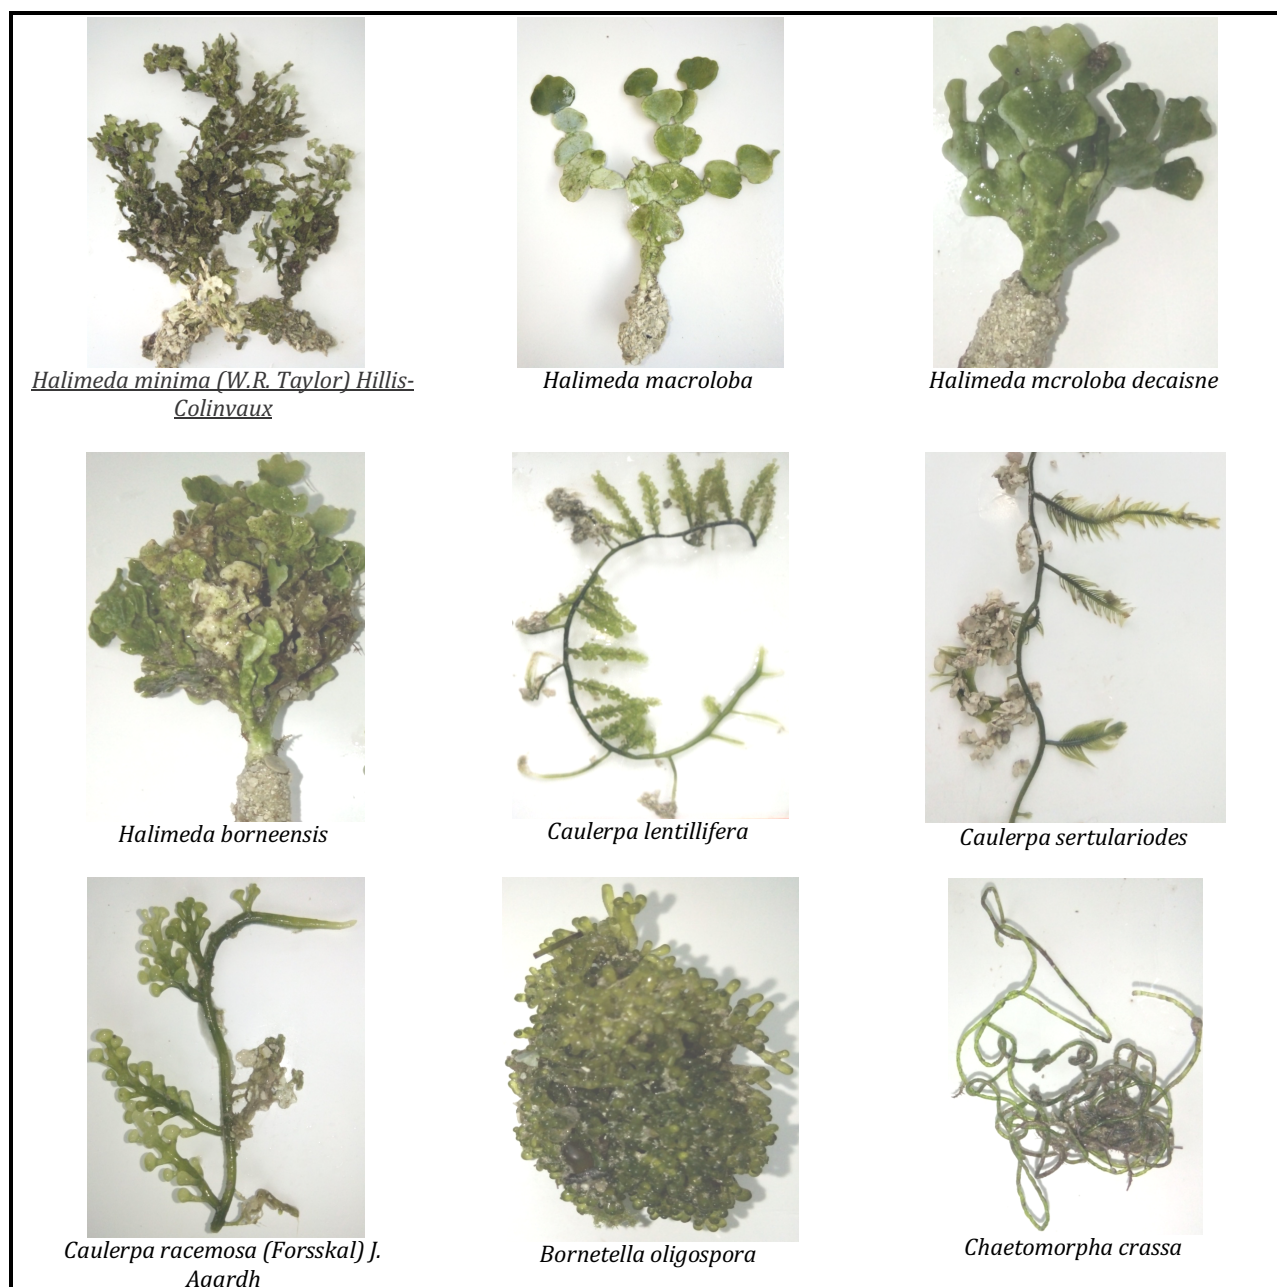 Halimeda minima (W.R. Taylor) Hillis-
Colinvaux
Halimeda macroloba
Halimeda mcroloba decaisne
Halimeda borneensis
Caulerpa lentillifera
Caulerpa sertulariodes
Caulerpa racemosa (Forsskal) J.
Agardh
Bornetella oligospora
Chaetomorpha crassa